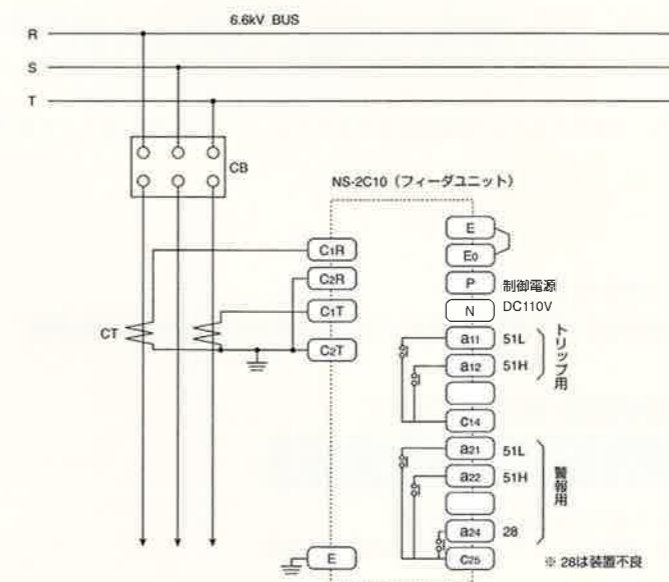 6.6kV BUS
R
S
T
CB
NS-2C10（フィーダユニット）
C1R
C2R
C1T
C2T
CT
E
E0
P 制御電源
N DC110V
a11 51L
a12 51H
トリップ用
C14
a21 51L
a22 51H
警報用
a24 28
C25
E
※ 28は装置不良